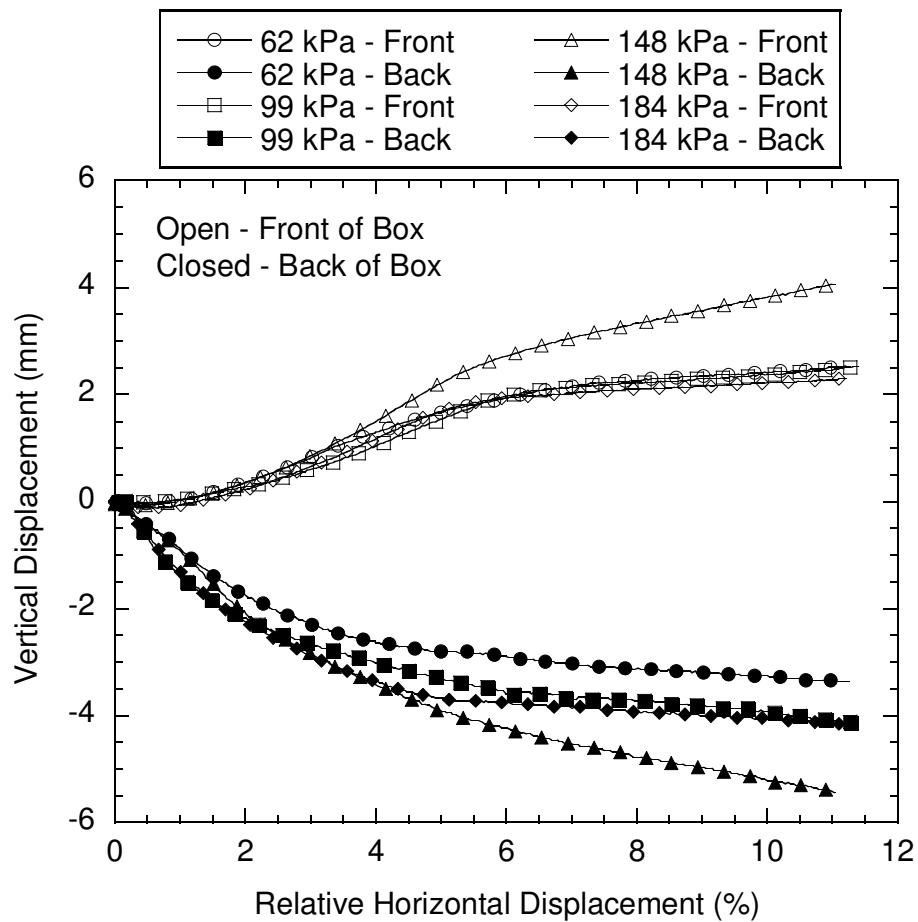 62 kPa - Front
62 kPa - Back
99 kPa - Front
99 kPa - Back
148 kPa - Front
148 kPa - Back
184 kPa - Front
184 kPa - Back
Open - Front of Box
Closed - Back of Box
Vertical Displacement (mm)
6
4
2
0
-2
-4
-6
0 2 4 6 8 10 12
Relative Horizontal Displacement (%)